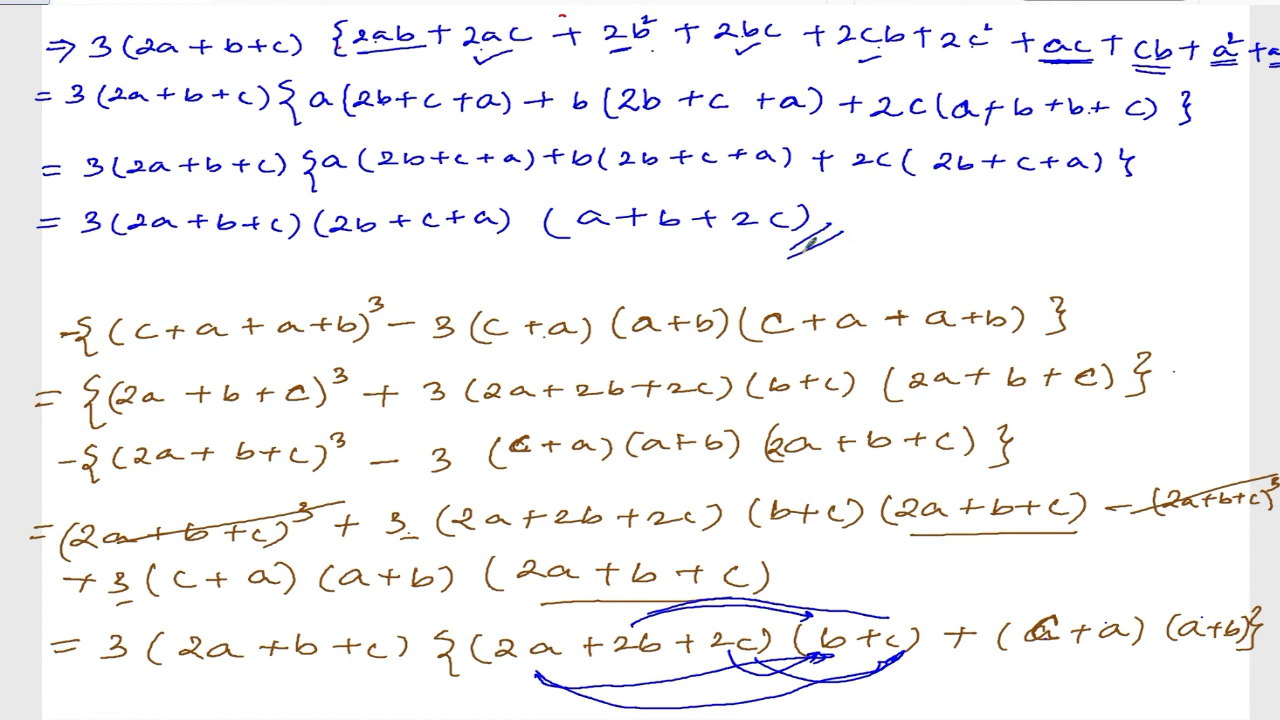 ⇒ 3(2a+b+c) {2ab + 2ac + 2b² + 2bc + 2cb + 2c² + ac + cb + a² +
= 3(2a+b+c){a(2b+c+a) + b(2b+c+a) + 2c(a+b+b+c)}
= 3(2a+b+c){a(2b+c+a)+b(2b+c+a) + 2c(2b+c+a)}
= 3(2a+b+c)(2b+c+a) (a+b+2c)
-{(c+a+a+b)³ - 3(c+a)(a+b)(c+a+a+b)}
= {(2a+b+c)³ + 3(2a+2b+2c)(b+c)(2a+b+c)}
-{(2a+b+c)³ - 3(c+a)(a+b)(2a+b+c)}
= (2a+b+c)³ + 3(2a+2b+2c)(b+c)(2a+b+c) - (2a+b+c)³
+ 3(c+a)(a+b)(2a+b+c)
= 3(2a+b+c){(2a+2b+2c)(b+c) + (c+a)(a+b)}